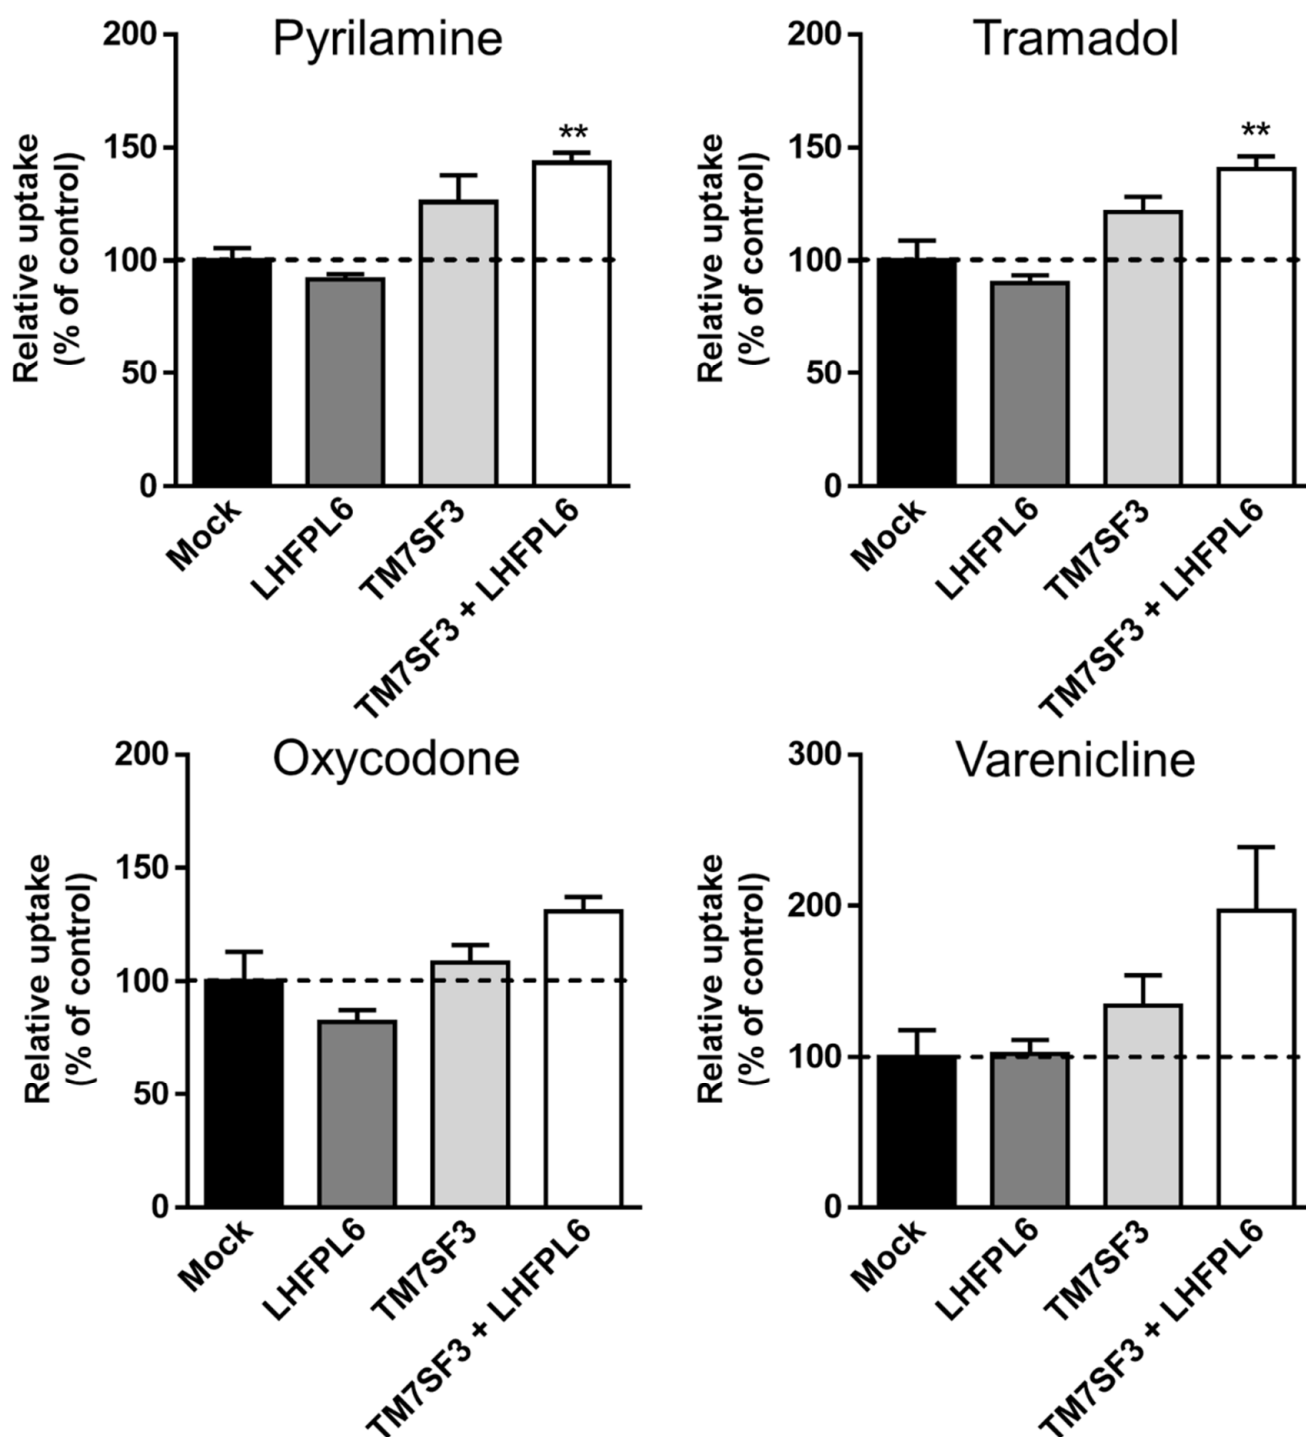 Pyrilamine
Relative uptake
(% of control)
200
150
100
50
0
**
Mock
LHFPL6
TM7SF3
TM7SF3 + LHFPL6
Tramadol
Relative uptake
(% of control)
200
150
100
50
0
**
Mock
LHFPL6
TM7SF3
TM7SF3 + LHFPL6
Oxycodone
Relative uptake
(% of control)
200
150
100
50
0
Mock
LHFPL6
TM7SF3
TM7SF3 + LHFPL6
Varenicline
Relative uptake
(% of control)
300
200
100
0
Mock
LHFPL6
TM7SF3
TM7SF3 + LHFPL6